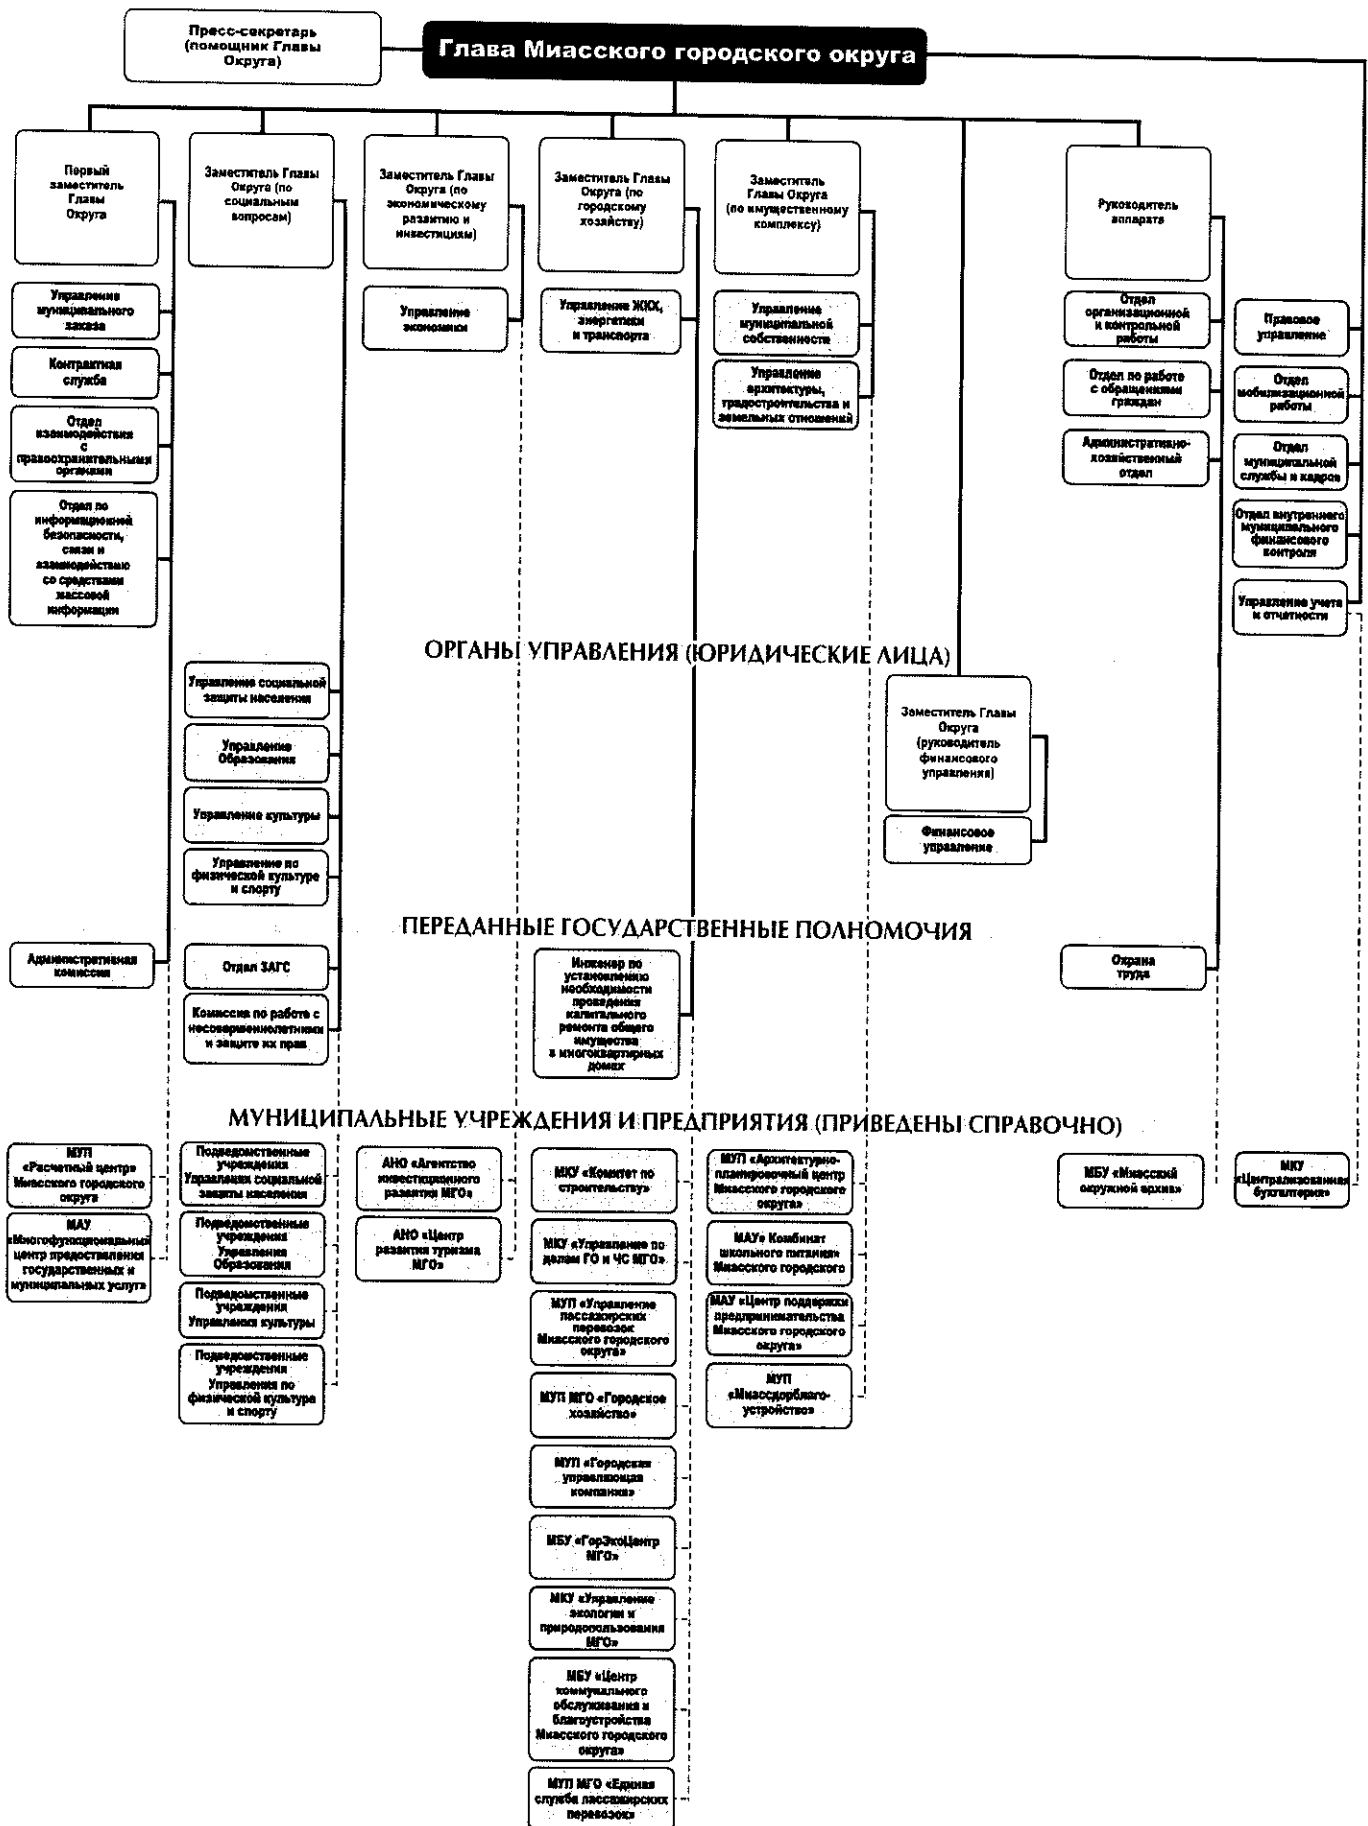 Пресс-секретарь
(помощник Главы
Округа)
Глава Миасского городского округа
Первый
заместитель
Главы
Округа
Заместитель Главы
Округа (по
социальным
вопросам)
Заместитель Главы
Округа (по
экономическому
развитию и
инвестициям)
Заместитель Главы
Округа (по
городскому
хозяйству)
Заместитель
Главы Округа
(по имущественному
комплексу)
Руководитель
аппарата
Управление
муниципального
заказа
Контрактная
служба
Отдел
взаимодействия
с
правоохранительными
органами
Отдел по
информационной
безопасности,
связи и
взаимодействию
со средствами
массовой
информации
Управление
экономики
Управление ЖКХ,
энергетики
и транспорта
Управление
муниципальной
собственности
Управление
архитектуры,
градостроительства и
земельных отношений
Отдел
организационной
и контрольной
работы
Отдел по работе
с обращениями
граждан
Административно-
хозяйственный
отдел
Правовое
управление
Отдел
мобилизационной
работы
Отдел
муниципальной
службы и кадров
Отдел внутреннего
муниципального
финансового
контроля
Управление учета
и отчетности
ОРГАНЫ УПРАВЛЕНИЯ (ЮРИДИЧЕСКИЕ ЛИЦА)
Управление социальной
защиты населения
Управление
Образования
Управление культуры
Управление по
физической культуре
и спорту
Заместитель Главы
Округа
(руководитель
финансового
управления)
Финансовое
управление
ПЕРЕДАННЫЕ ГОСУДАРСТВЕННЫЕ ПОЛНОМОЧИЯ
Административная
комиссия
Отдел ЗАГС
Комиссия по работе с
несовершеннолетними
и защите их прав
Инженер по
установлению
необходимости
проведения
капитального
ремонта общего
имущества
в многоквартирных
домах
Охрана
труда
МУНИЦИПАЛЬНЫЕ УЧРЕЖДЕНИЯ И ПРЕДПРИЯТИЯ (ПРИВЕДЕНЫ СПРАВОЧНО)
МУП
«Расчетный центр»
Миасского городского
округа
МАУ
«Многофункциональный
центр предоставления
государственных и
муниципальных услуг»
Подведомственные
учреждения
Управления социальной
защиты населения
Подведомственные
учреждения
Управления
Образования
Подведомственные
учреждения
Управления культуры
Подведомственные
учреждения
Управления по
физической культуре
и спорту
АНО «Агентство
инвестиционного
развития МГО»
АНО «Центр
развития туризма
МГО»
МКУ «Комитет по
строительству»
МКУ «Управление по
делам ГО и ЧС МГО»
МУП «Управление
пассажирских
перевозок
Миасского городского
округа»
МУП МГО «Городское
хозяйство»
МУП «Городская
управляющая
компания»
МБУ «ГорЭкоЦентр
МГО»
МКУ «Управление
экологии и
природопользования
МГО»
МБУ «Центр
коммунального
обслуживания и
благоустройства
Миасского городского
округа»
МУП МГО «Единая
служба пассажирских
перевозок»
МУП «Архитектурно-
планировочный центр
Миасского городского
округа»
МАУ» Комбинат
школьного питания»
Миасского городского
МАУ «Центр поддержки
предпринимательства
Миасского городского
округа»
МУП
«Миассдорблаго-
устройство»
МБУ «Миасский
окружной архив»
МКУ
«Централизованная
бухгалтерия»